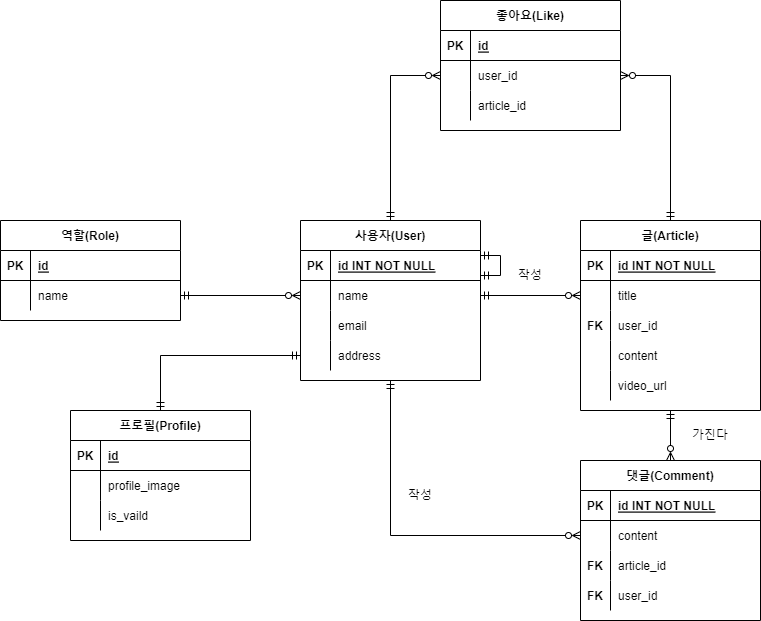 좋아요(Like)
PK id
user_id
article_id
역할(Role)
PK id
name
사용자(User)
PK id INT NOT NULL
name
email
address
작성
글(Article)
PK id INT NOT NULL
title
FK user_id
content
video_url
프로필(Profile)
PK id
profile_image
is_vaild
작성
가진다
댓글(Comment)
PK id INT NOT NULL
content
FK article_id
FK user_id